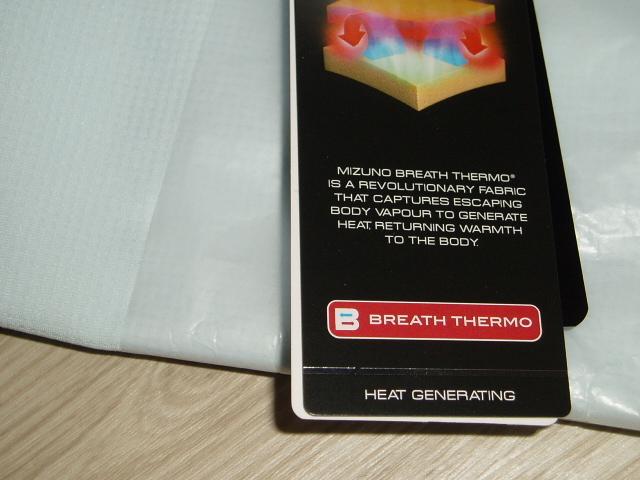 MIZUNO BREATH THERMO®
IS A REVOLUTIONARY FABRIC
THAT CAPTURES ESCAPING
BODY VAPOUR TO GENERATE
HEAT, RETURNING WARMTH
TO THE BODY.
B BREATH THERMO
HEAT GENERATING